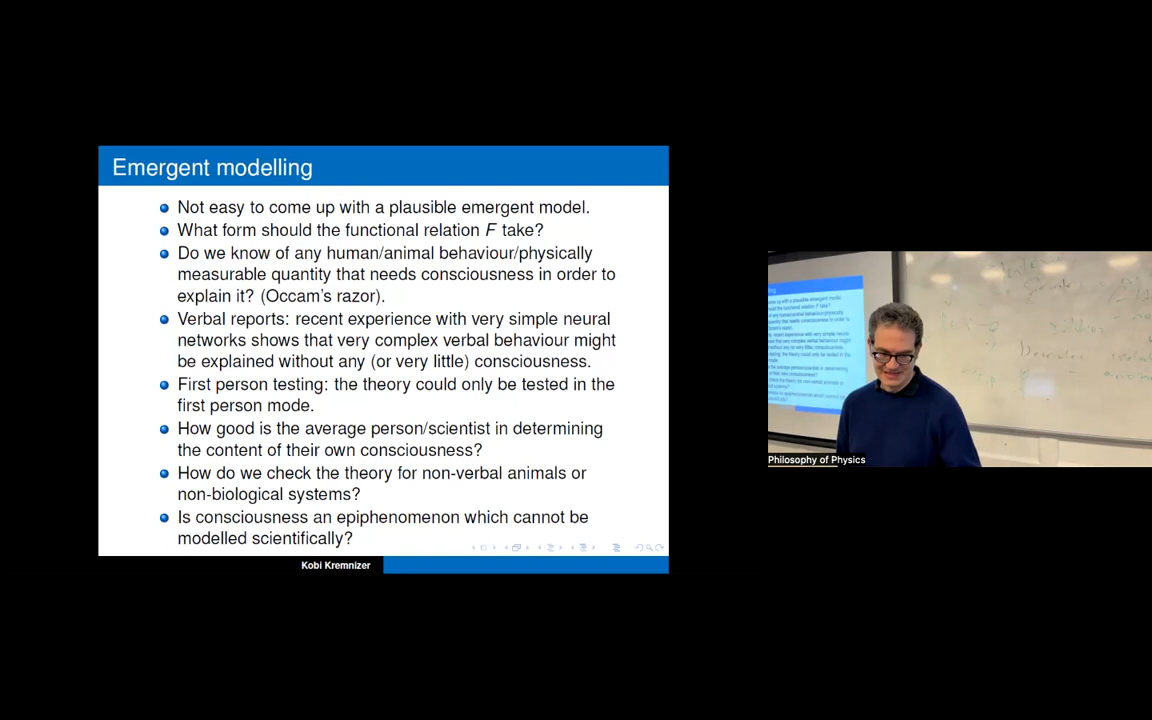 Emergent modelling
Not easy to come up with a plausible emergent model.
What form should the functional relation F take?
Do we know of any human/animal behaviour/physically
measurable quantity that needs consciousness in order to
explain it? (Occam's razor).
Verbal reports: recent experience with very simple neural
networks shows that very complex verbal behaviour might
be explained without any (or very little) consciousness.
First person testing: the theory could only be tested in the
first person mode.
How good is the average person/scientist in determining
the content of their own consciousness?
How do we check the theory for non-verbal animals or
non-biological systems?
Is consciousness an epiphenomenon which cannot be
modelled scientifically?
Kobi Kremnizer
Philosophy of Physics